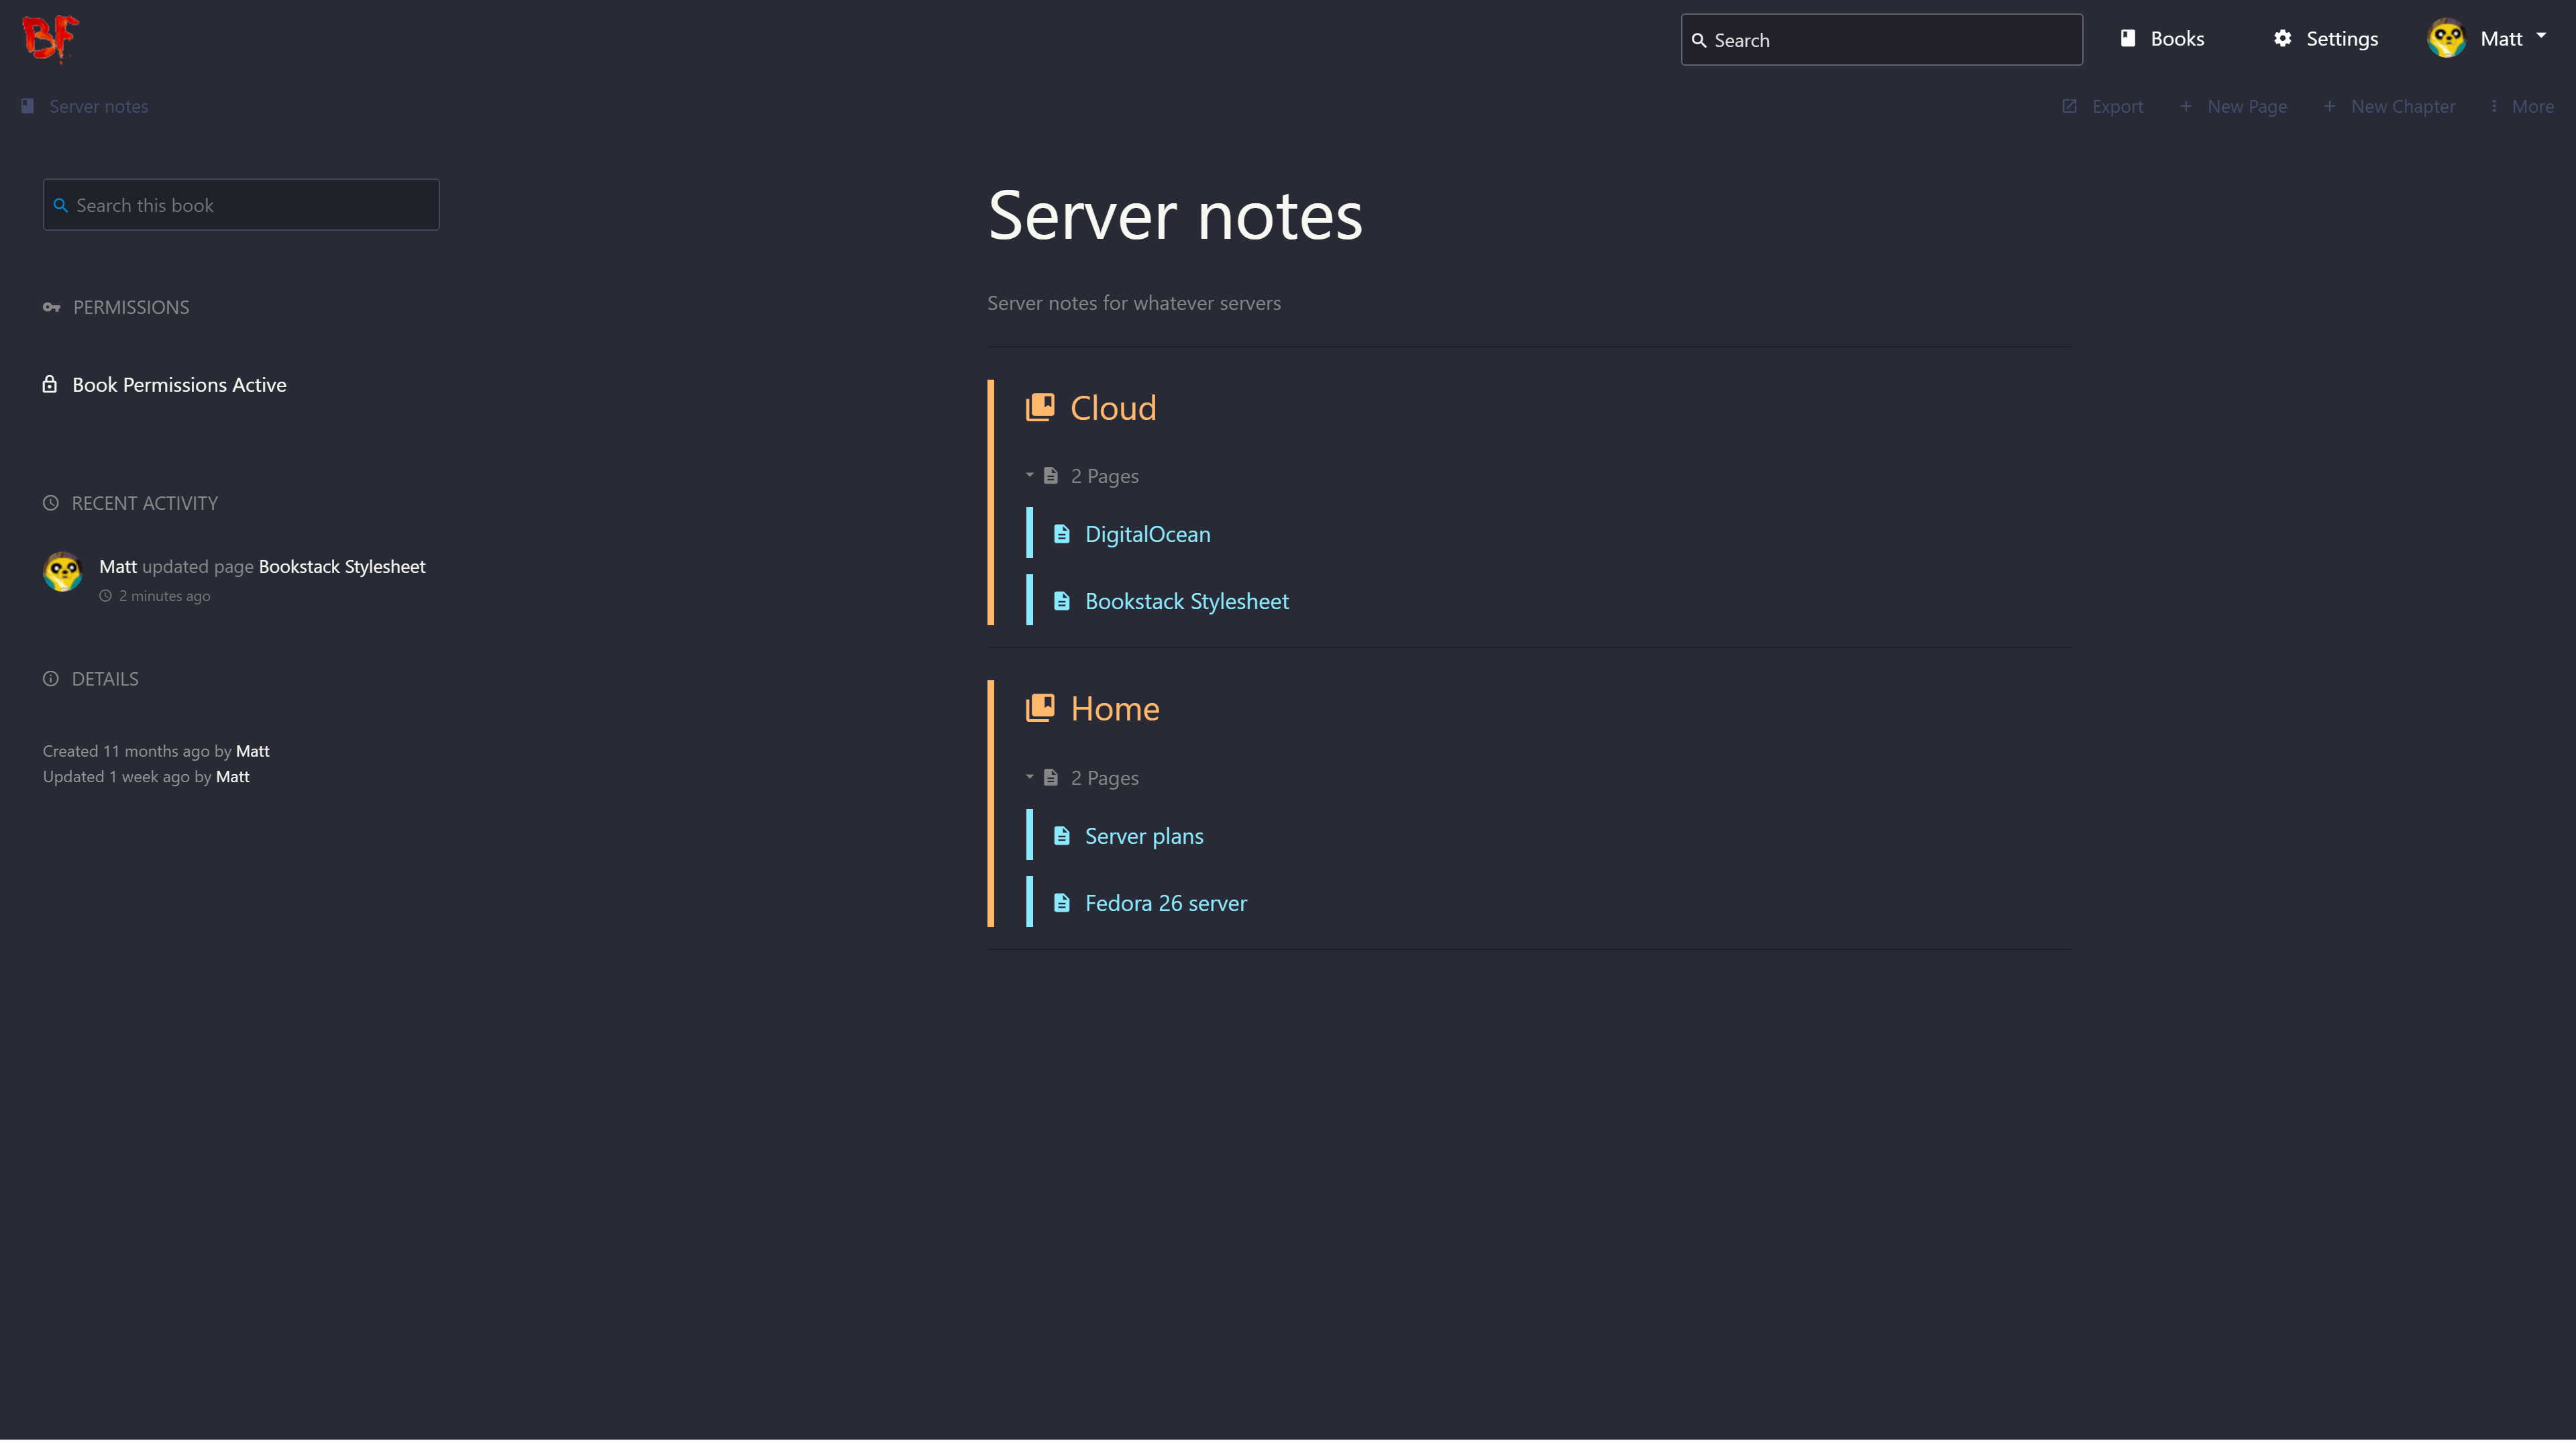 BF
Search
Books
Settings
Matt
Server notes
Export
New Page
New Chapter
More
Search this book
PERMISSIONS
Book Permissions Active
RECENT ACTIVITY
Matt updated page Bookstack Stylesheet
2 minutes ago
DETAILS
Created 11 months ago by Matt
Updated 1 week ago by Matt
Server notes
Server notes for whatever servers
Cloud
2 Pages
DigitalOcean
Bookstack Stylesheet
Home
2 Pages
Server plans
Fedora 26 server